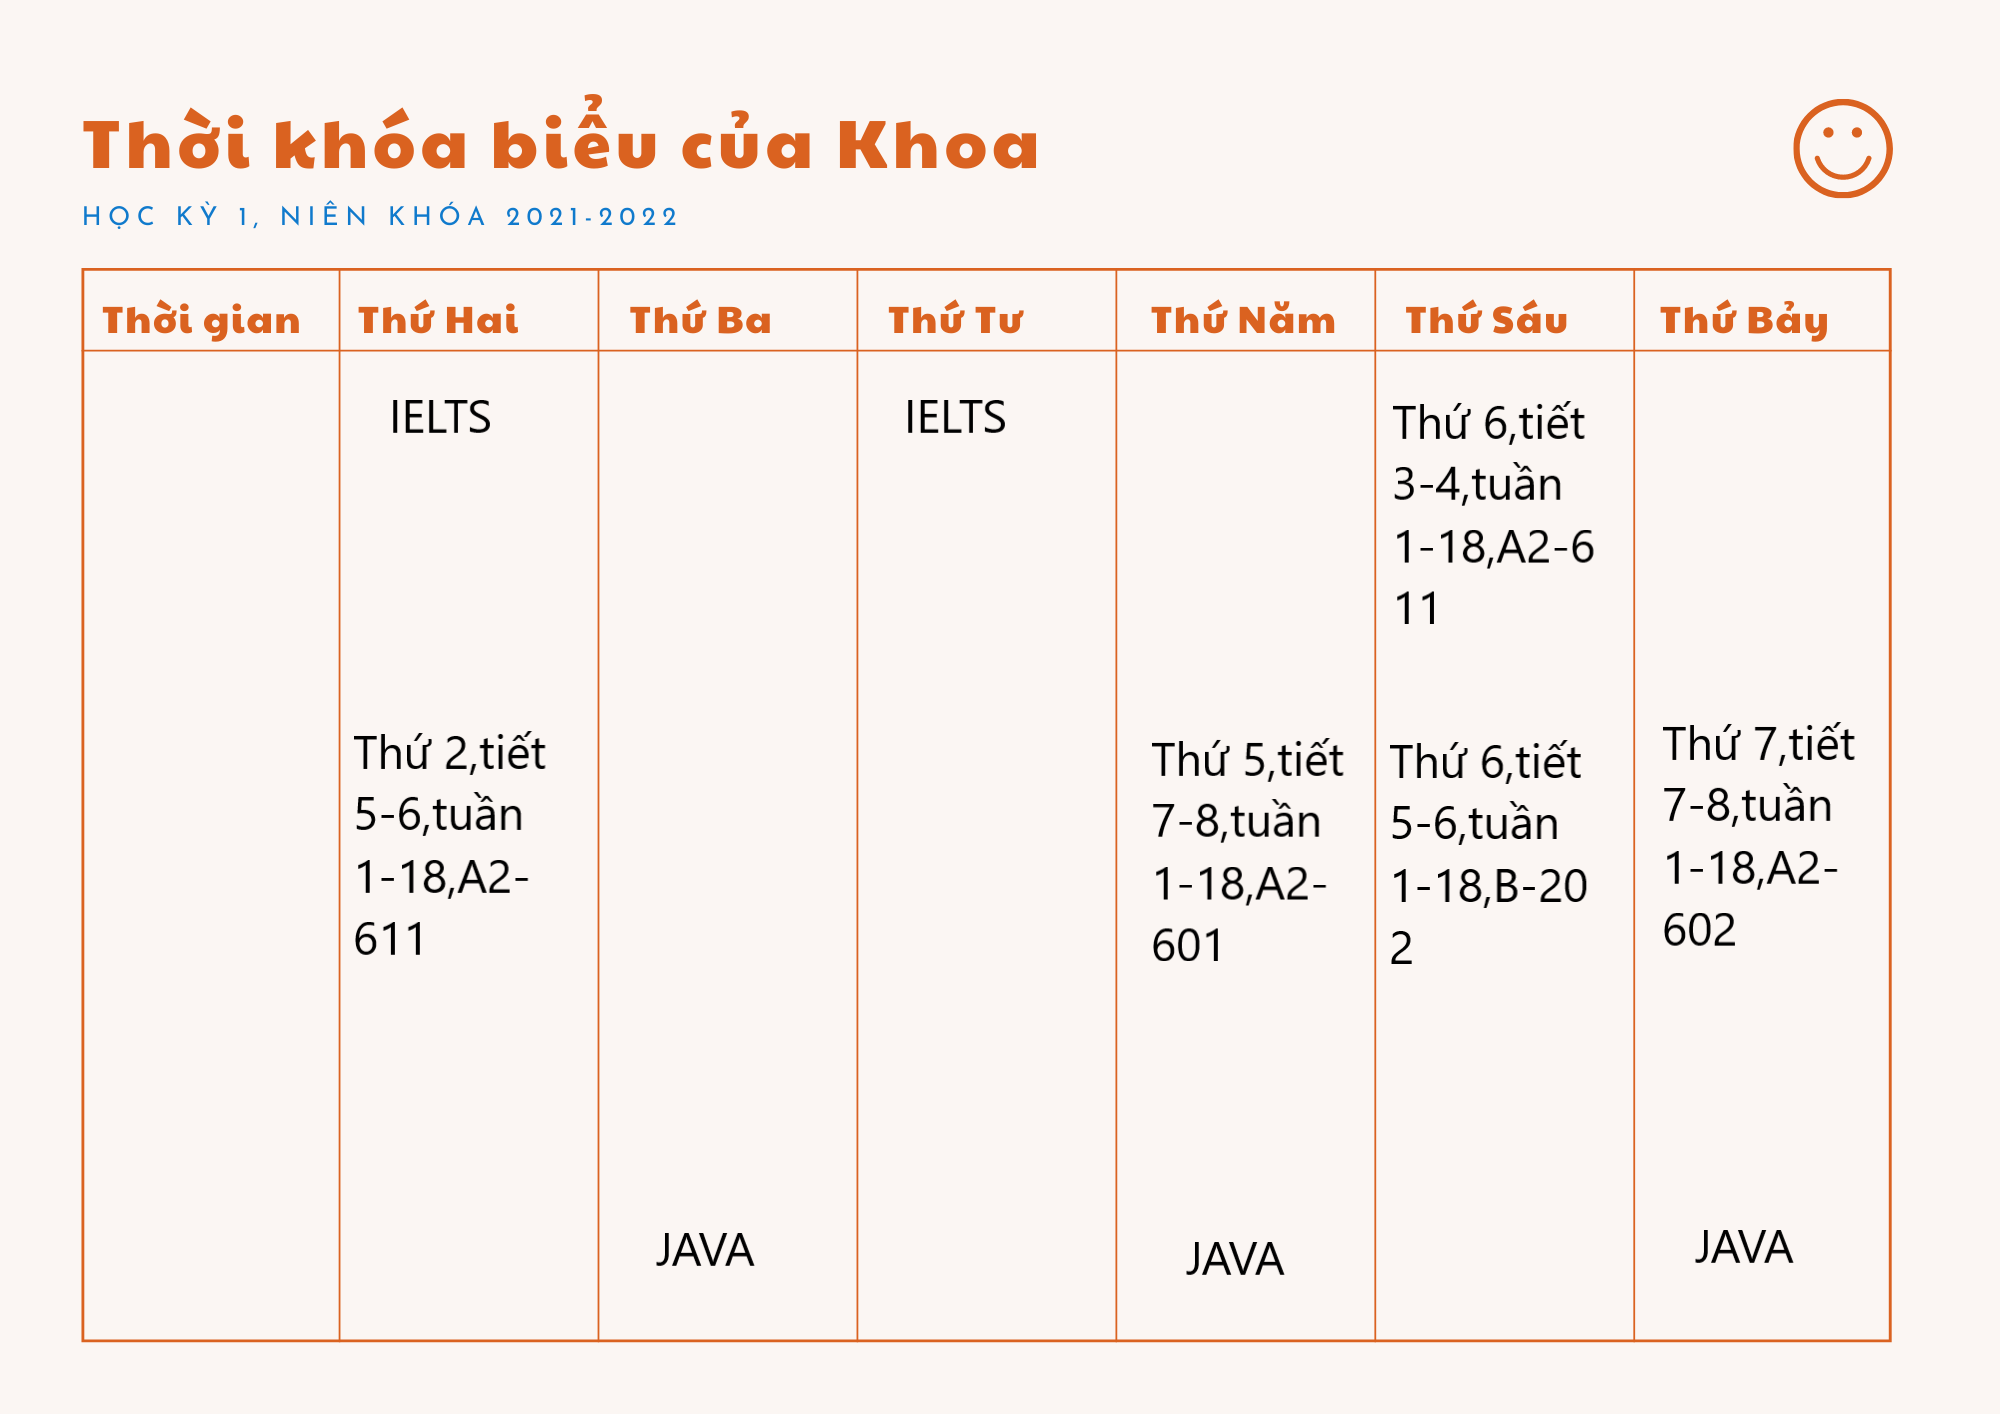 Thời khóa biểu của Khoa
HỌC KỲ 1, NIÊN KHÓA 2021-2022
Thời gian
Thứ Hai
Thứ Ba
Thứ Tư
Thứ Năm
Thứ Sáu
Thứ Bảy
IELTS
IELTS
Thứ 6,tiết
3-4,tuần
1-18,A2-6
11
Thứ 2,tiết
5-6,tuần
1-18,A2-
611
Thứ 5,tiết
7-8,tuần
1-18,A2-
601
Thứ 6,tiết
5-6,tuần
1-18,B-20
2
Thứ 7,tiết
7-8,tuần
1-18,A2-
602
JAVA
JAVA
JAVA